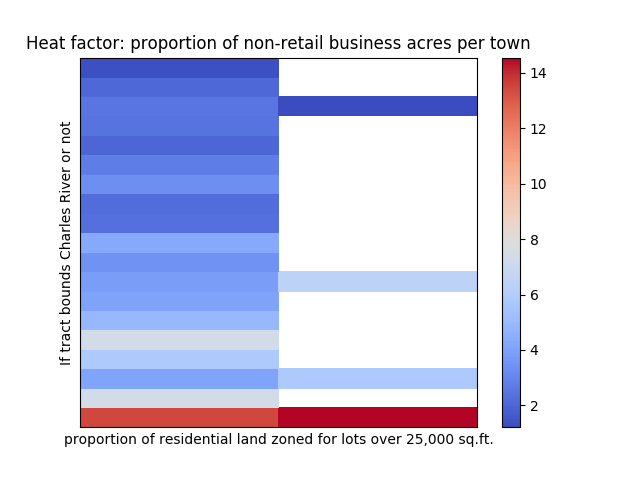 Heat factor: proportion of non-retail business acres per town
If tract bounds Charles River or not
14
12
10
8
6
4
2
proportion of residential land zoned for lots over 25,000 sq.ft.